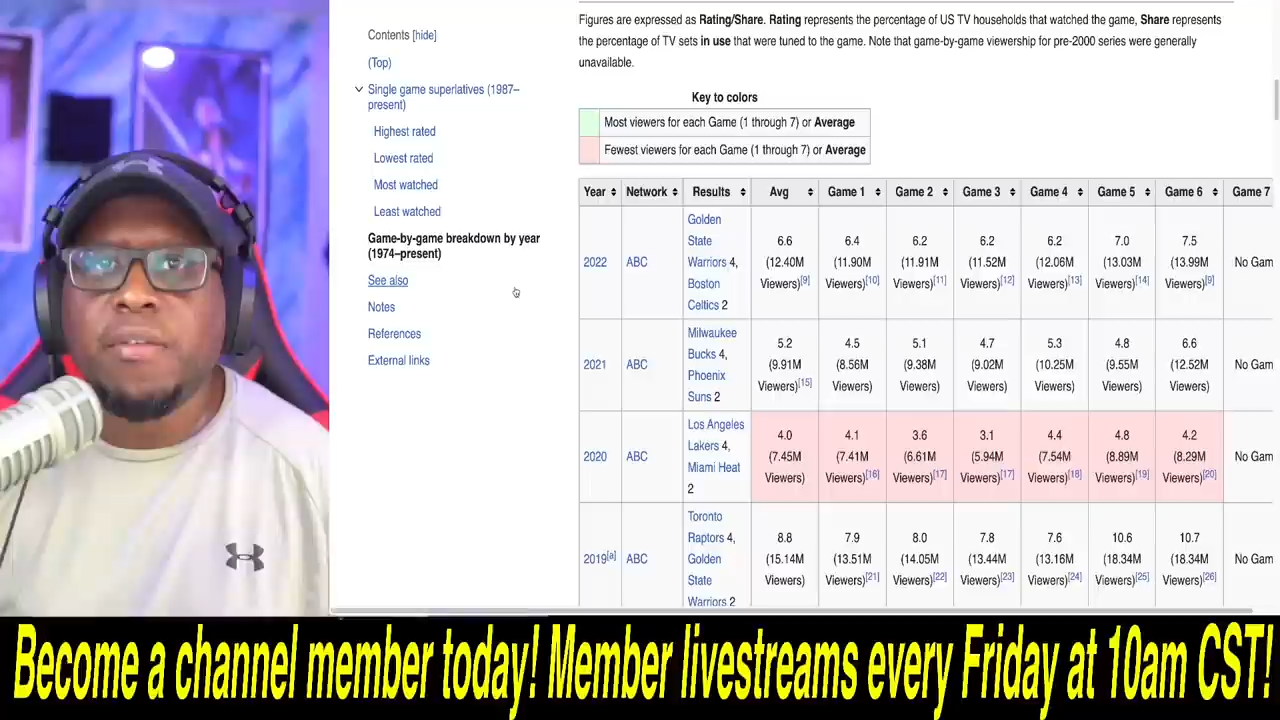 Contents [hide]
(Top)
Single game superlatives (1987–
present)
Highest rated
Lowest rated
Most watched
Least watched
Game-by-game breakdown by year
(1974–present)
See also
Notes
References
External links
Figures are expressed as Rating/Share. Rating represents the percentage of US TV households that watched the game, Share represents
the percentage of TV sets in use that were tuned to the game. Note that game-by-game viewership for pre-2000 series were generally
unavailable.
Key to colors
Most viewers for each Game (1 through 7) or Average
Fewest viewers for each Game (1 through 7) or Average
Year Network Results Avg Game 1 Game 2 Game 3 Game 4 Game 5 Game 6 Game 7
Golden
State 6.6 6.4 6.2 6.2 6.2 7.0 7.5
2022 ABC Warriors 4, (12.40M (11.90M (11.91M (11.52M (12.06M (13.03M (13.99M No Gam
Boston Viewers)[9] Viewers)[10] Viewers)[11] Viewers)[12] Viewers)[13] Viewers)[14] Viewers)[9]
Celtics 2
Milwaukee
Bucks 4, 5.2 4.5 5.1 4.7 5.3 4.8 6.6
2021 ABC Phoenix (9.91M (8.56M (9.38M (9.02M (10.25M (9.55M (12.52M No Gam
Suns 2 Viewers)[15] Viewers) Viewers) Viewers) Viewers) Viewers) Viewers)
Los Angeles
Lakers 4, 4.0 4.1 3.6 3.1 4.4 4.8 4.2
2020 ABC Miami Heat (7.45M (7.41M (6.61M (5.94M (7.54M (8.89M (8.29M No Gam
2 Viewers) Viewers)[16] Viewers)[17] Viewers)[17] Viewers)[18] Viewers)[19] Viewers)[20]
Toronto
Raptors 4, 8.8 7.9 8.0 7.8 7.6 10.6 10.7
2019[a] ABC Golden (15.14M (13.51M (14.05M (13.44M (13.16M (18.34M (18.34M No Gam
State Viewers) Viewers)[21] Viewers)[22] Viewers)[23] Viewers)[24] Viewers)[25] Viewers)[26]
Warriors 2
Become a channel member today! Member livestreams every Friday at 10am CST!